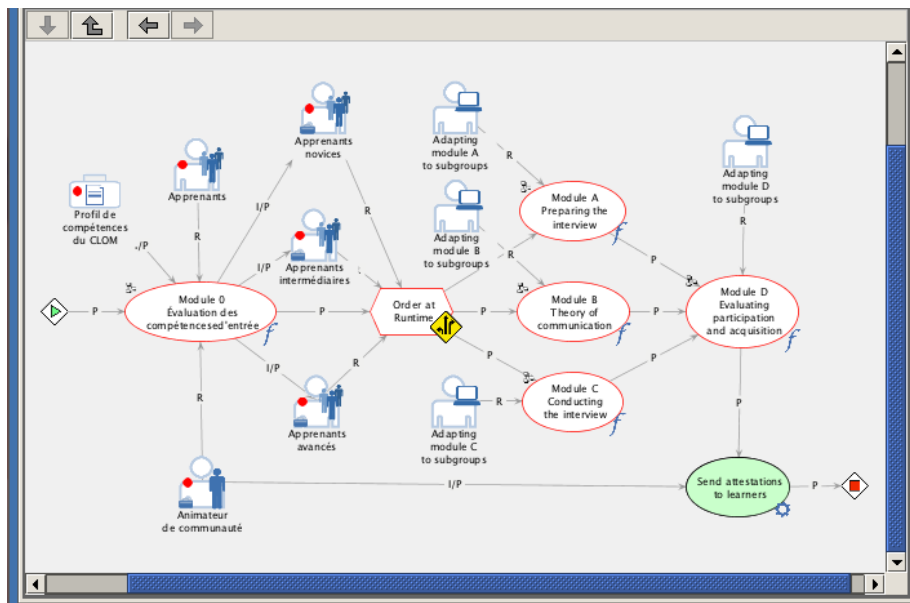 Apprenants
novices
Adapting
module A
to subgroups
Adapting
module D
to subgroups
Profil de
compétences
du CLOM
Apprenants
Adapting
module B
to subgroups
Apprenants
intermédiaires
Module A
Preparing the
interview
Module 0
Évaluation des
compétencesed'entrée
Order at
Runtime
Module B
Theory of
communication
Module D
Evaluating
participation
and acquisition
Module C
Conducting
the interview
Apprenants
avancés
Adapting
module C
to subgroups
Animateur
de communauté
Send attestations
to learners
R
R
I/P
R
R
R
./P
I/P
P
P
P
P
P
P
P
I/P
R
R
R
P
I/P
P